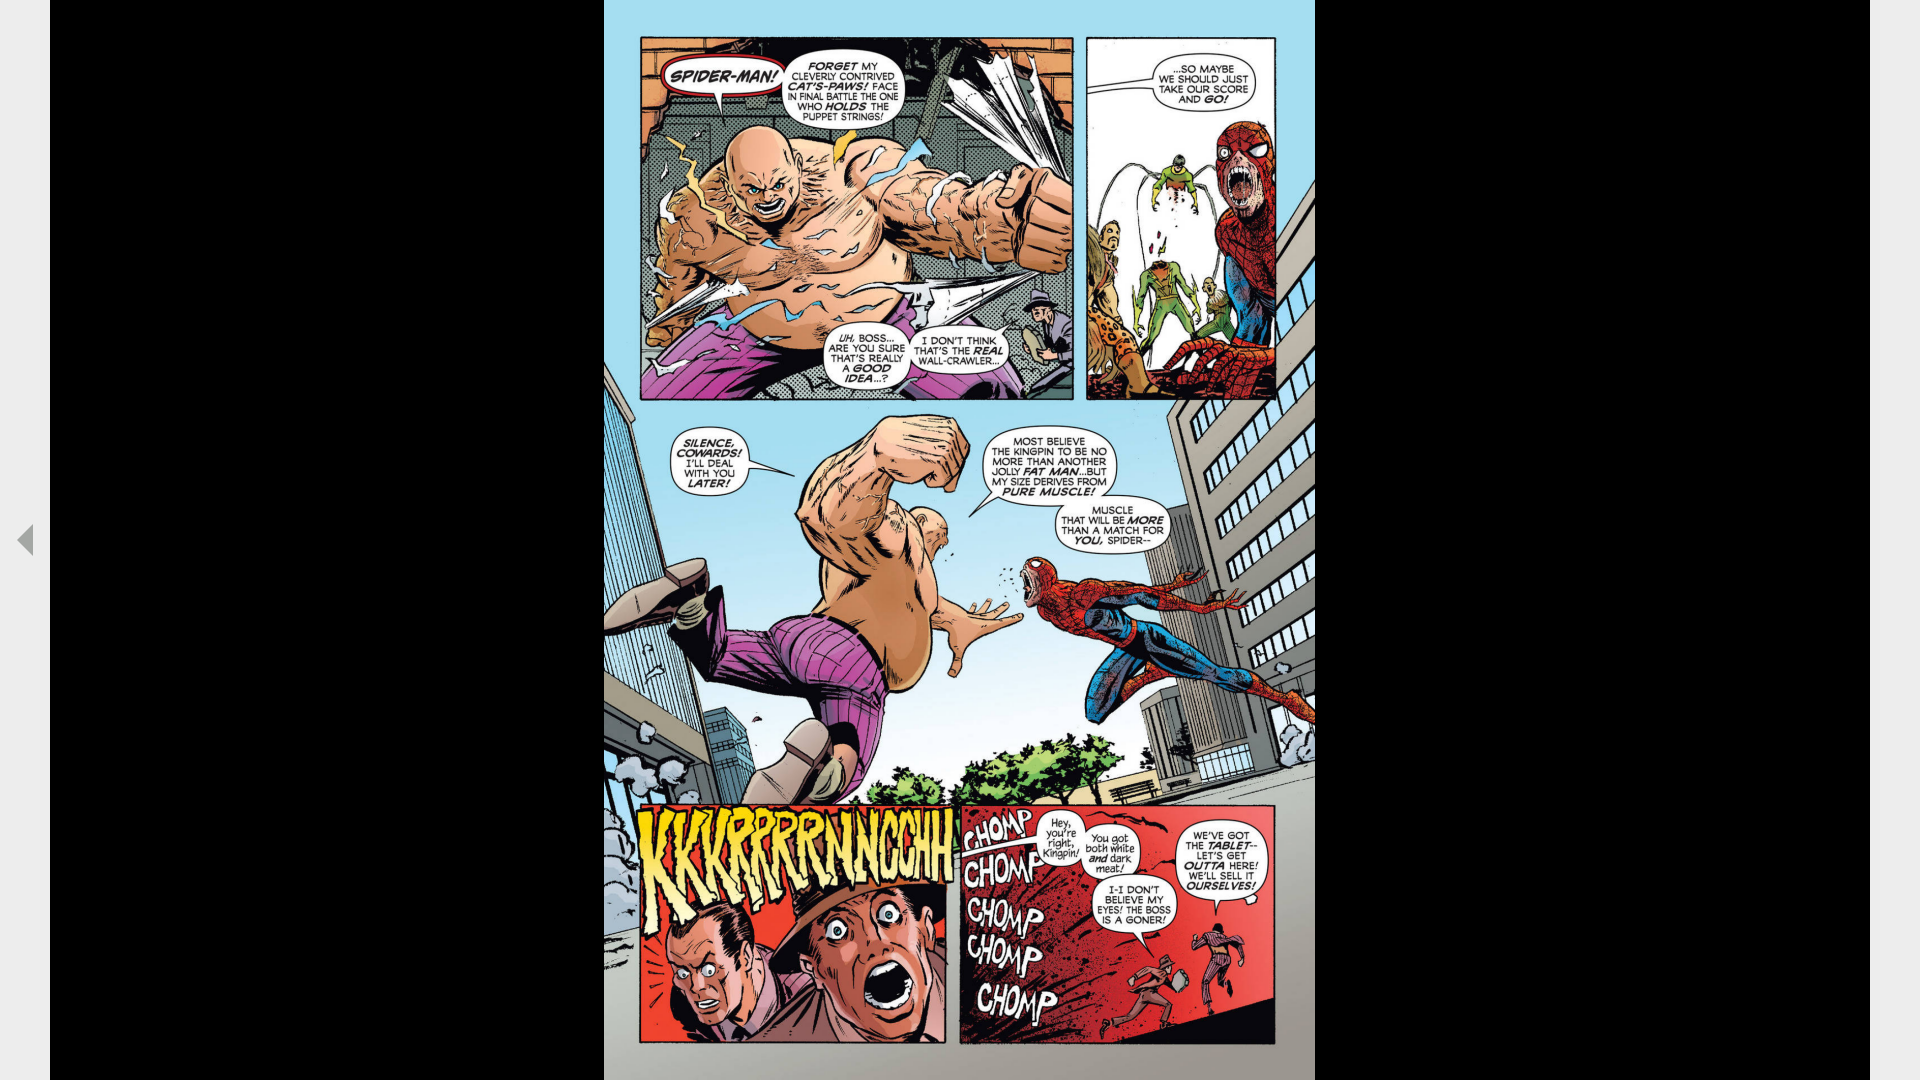 SPIDER-MAN!
FORGET MY
CLEVERLY CONTRIVED
CAT'S-PAWS! FACE
IN FINAL BATTLE THE ONE
WHO HOLDS THE
PUPPET STRINGS!
UH, BOSS...
ARE YOU SURE
THAT'S REALLY
A GOOD
IDEA...?
I DON'T THINK
THAT'S THE REAL
WALL-CRAWLER...
...SO MAYBE
WE SHOULD JUST
TAKE OUR SCORE
AND GO!
SILENCE,
COWARDS!
I'LL DEAL
WITH YOU
LATER!
MOST BELIEVE
THE KINGPIN TO BE NO
MORE THAN ANOTHER
JOLLY FAT MAN...BUT
MY SIZE DERIVES FROM
PURE MUSCLE!
MUSCLE
THAT WILL BE MORE
THAN A MATCH FOR
YOU, SPIDER--
KKKRRRRNNCCHH
CHOMP
CHOMP
CHOMP
CHOMP
CHOMP
Hey,
you're
right,
Kingpin!
You got
both white
and dark
meat!
I-I DON'T
BELIEVE MY
EYES! THE BOSS
IS A GONER!
WE'VE GOT
THE TABLET--
LET'S GET
OUTTA HERE!
WE'LL SELL IT
OURSELVES!